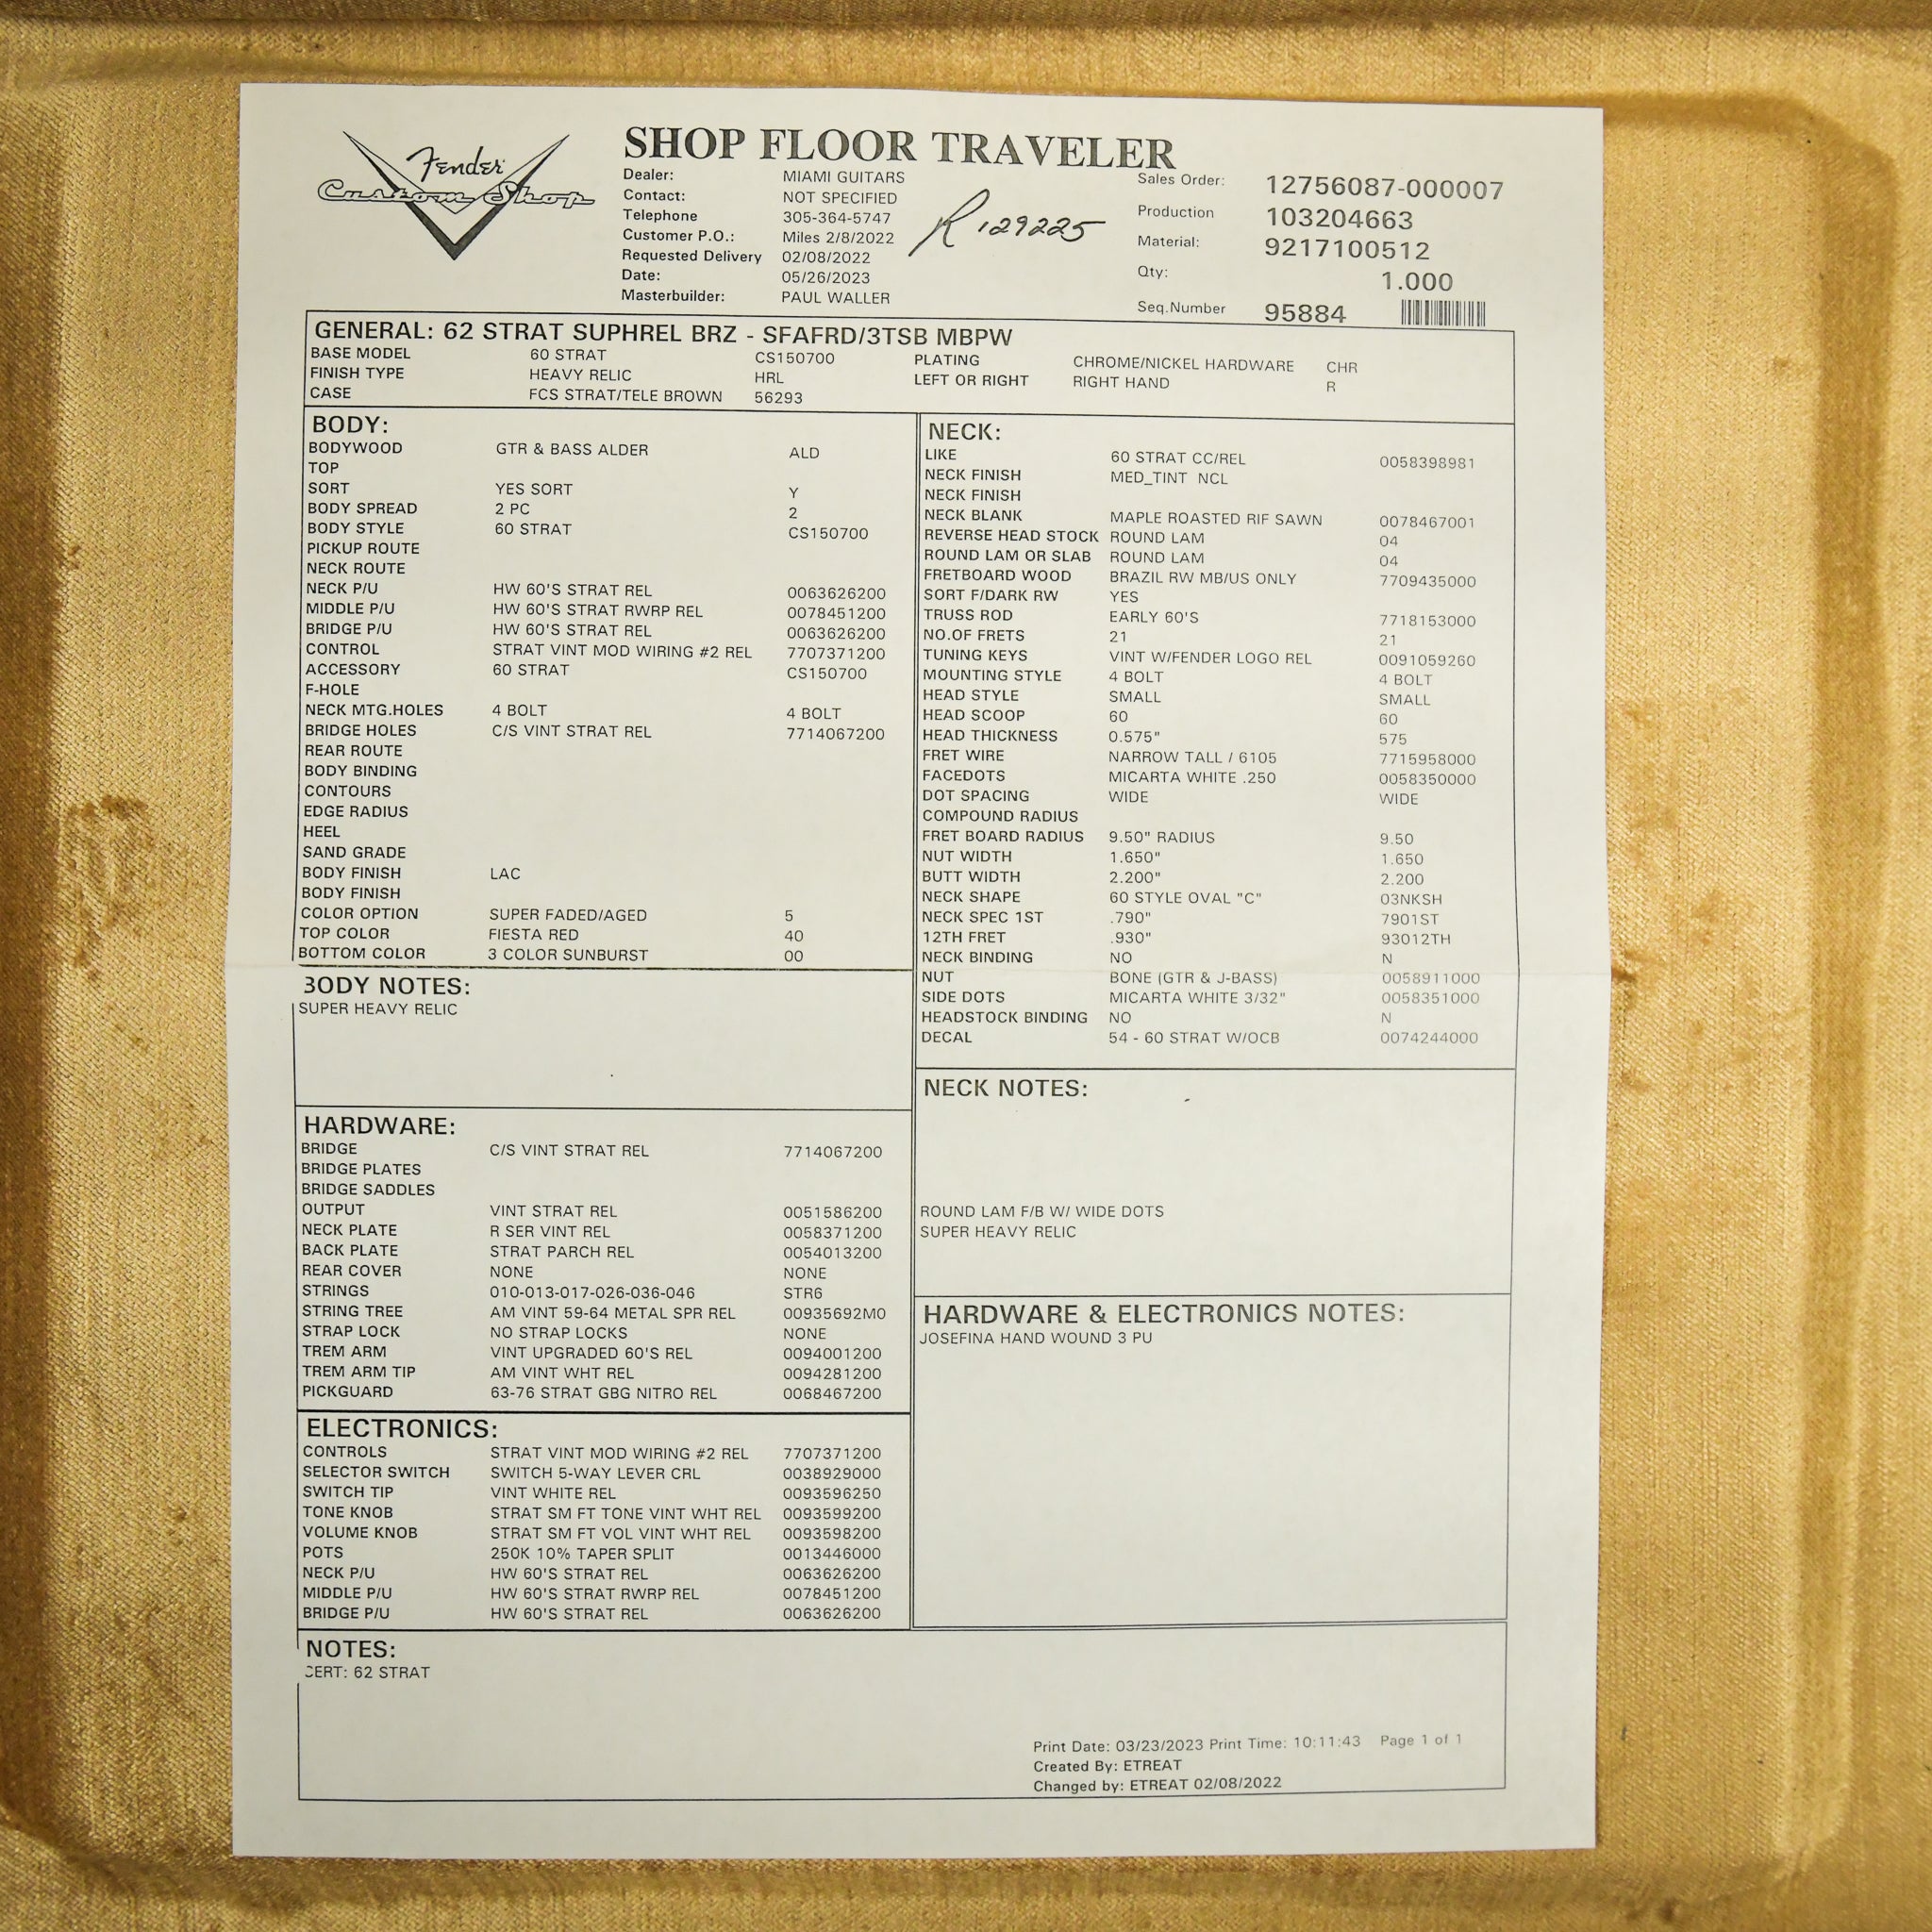 Fender
Custom Shop
SHOP FLOOR TRAVELER
Dealer: MIAMI GUITARS
Contact: NOT SPECIFIED
Telephone 305-364-5747
Customer P.O.: Miles 2/8/2022
Requested Delivery 02/08/2022
Date: 05/26/2023
Masterbuilder: PAUL WALLER
R129225
Sales Order: 12756087-000007
Production 103204663
Material: 9217100512
Qty: 1.000
Seq.Number 95884
GENERAL: 62 STRAT SUPHREL BRZ - SFAFRD/3TSB MBPW
BASE MODEL 60 STRAT CS150700 PLATING CHROME/NICKEL HARDWARE CHR
FINISH TYPE HEAVY RELIC HRL LEFT OR RIGHT RIGHT HAND R
CASE FCS STRAT/TELE BROWN 56293
BODY:
BODYWOOD GTR & BASS ALDER ALD
TOP
SORT YES SORT Y
BODY SPREAD 2 PC 2
BODY STYLE 60 STRAT CS150700
PICKUP ROUTE
NECK ROUTE
NECK P/U HW 60'S STRAT REL 0063626200
MIDDLE P/U HW 60'S STRAT RWRP REL 0078451200
BRIDGE P/U HW 60'S STRAT REL 0063626200
CONTROL STRAT VINT MOD WIRING #2 REL 7707371200
ACCESSORY 60 STRAT CS150700
F-HOLE
NECK MTG.HOLES 4 BOLT 4 BOLT
BRIDGE HOLES C/S VINT STRAT REL 7714067200
REAR ROUTE
BODY BINDING
CONTOURS
EDGE RADIUS
HEEL
SAND GRADE
BODY FINISH LAC
BODY FINISH
COLOR OPTION SUPER FADED/AGED 5
TOP COLOR FIESTA RED 40
BOTTOM COLOR 3 COLOR SUNBURST 00
BODY NOTES:
SUPER HEAVY RELIC
HARDWARE:
BRIDGE C/S VINT STRAT REL 7714067200
BRIDGE PLATES
BRIDGE SADDLES
OUTPUT VINT STRAT REL 0051586200
NECK PLATE R SER VINT REL 0058371200
BACK PLATE STRAT PARCH REL 0054013200
REAR COVER NONE NONE
STRINGS 010-013-017-026-036-046 STR6
STRING TREE AM VINT 59-64 METAL SPR REL 00935692M0
STRAP LOCK NO STRAP LOCKS NONE
TREM ARM VINT UPGRADED 60'S REL 0094001200
TREM ARM TIP AM VINT WHT REL 0094281200
PICKGUARD 63-76 STRAT GBG NITRO REL 0068467200
ELECTRONICS:
CONTROLS STRAT VINT MOD WIRING #2 REL 7707371200
SELECTOR SWITCH SWITCH 5-WAY LEVER CRL 0038929000
SWITCH TIP VINT WHITE REL 0093596250
TONE KNOB STRAT SM FT TONE VINT WHT REL 0093599200
VOLUME KNOB STRAT SM FT VOL VINT WHT REL 0093598200
POTS 250K 10% TAPER SPLIT 0013446000
NECK P/U HW 60'S STRAT REL 0063626200
MIDDLE P/U HW 60'S STRAT RWRP REL 0078451200
BRIDGE P/U HW 60'S STRAT REL 0063626200
NECK:
LIKE 60 STRAT CC/REL 0058398981
NECK FINISH MED_TINT NCL
NECK FINISH
NECK BLANK MAPLE ROASTED RIF SAWN 0078467001
REVERSE HEAD STOCK ROUND LAM 04
ROUND LAM OR SLAB ROUND LAM 04
FRETBOARD WOOD BRAZIL RW MB/US ONLY 7709435000
SORT F/DARK RW YES
TRUSS ROD EARLY 60'S 7718153000
NO.OF FRETS 21 21
TUNING KEYS VINT W/FENDER LOGO REL 0091059260
MOUNTING STYLE 4 BOLT 4 BOLT
HEAD STYLE SMALL SMALL
HEAD SCOOP 60 60
HEAD THICKNESS 0.575" 575
FRET WIRE NARROW TALL / 6105 7715958000
FACEDOTS MICARTA WHITE .250 0058350000
DOT SPACING WIDE WIDE
COMPOUND RADIUS
FRET BOARD RADIUS 9.50" RADIUS 9.50
NUT WIDTH 1.650" 1.650
BUTT WIDTH 2.200" 2.200
NECK SHAPE 60 STYLE OVAL "C" 03NKSH
NECK SPEC 1ST .790" 7901ST
12TH FRET .930" 93012TH
NECK BINDING NO N
NUT BONE (GTR & J-BASS) 0058911000
SIDE DOTS MICARTA WHITE 3/32" 0058351000
HEADSTOCK BINDING NO N
DECAL 54 - 60 STRAT W/OCB 0074244000
NECK NOTES:
ROUND LAM F/B W/ WIDE DOTS
SUPER HEAVY RELIC
HARDWARE & ELECTRONICS NOTES:
JOSEFINA HAND WOUND 3 PU
NOTES:
CERT: 62 STRAT
Print Date: 03/23/2023 Print Time: 10:11:43 Page 1 of 1
Created By: ETREAT
Changed by: ETREAT 02/08/2022